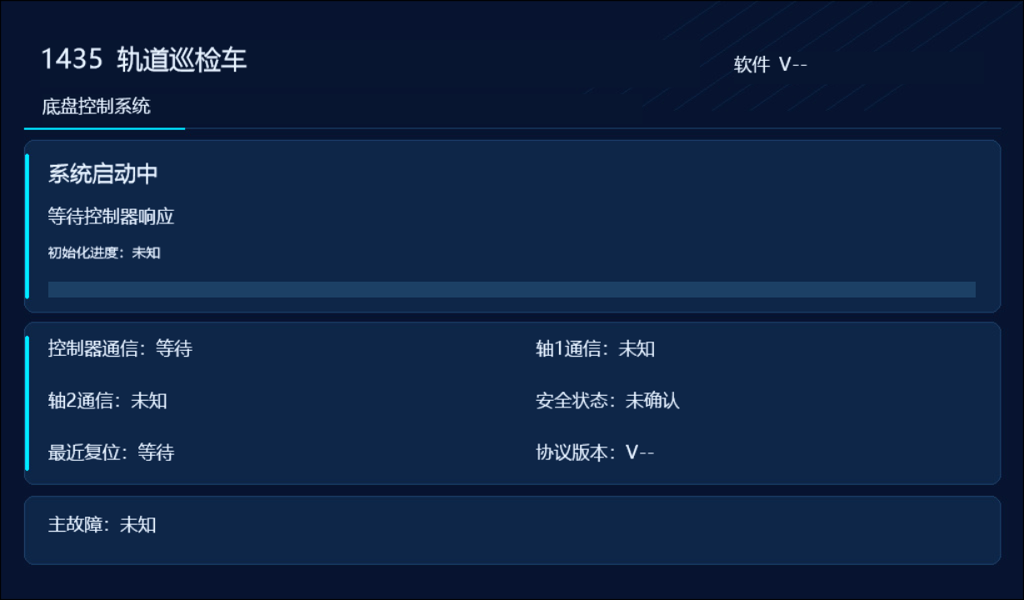 1435 轨道巡检车
软件 V--
底盘控制系统
系统启动中
等待控制器响应
初始化进度：未知
控制器通信：等待
轴1通信：未知
轴2通信：未知
安全状态：未确认
最近复位：等待
协议版本：V--
主故障：未知